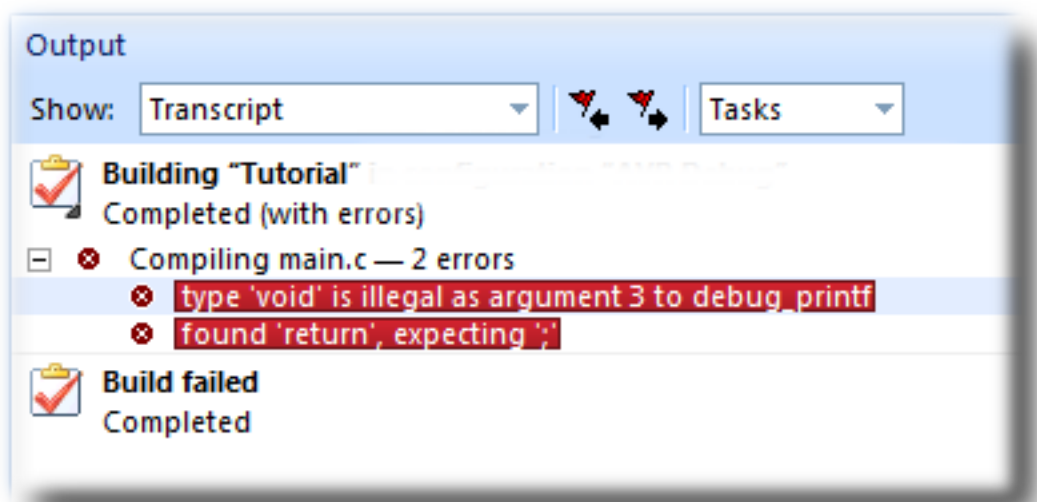 Output
Show: Transcript Tasks
Building “Tutorial”
Completed (with errors)
Compiling main.c — 2 errors
type 'void' is illegal as argument 3 to debug_printf
found 'return', expecting ';'
Build failed
Completed